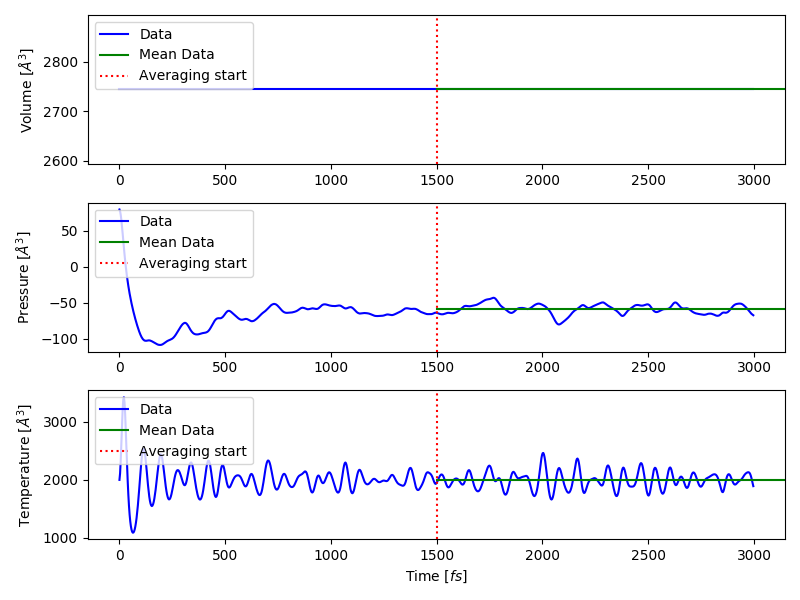 Volume [Å³]
2800
2700
2600
Data
Mean Data
Averaging start
0 500 1000 1500 2000 2500 3000
Pressure [Å³]
50
0
−50
−100
Data
Mean Data
Averaging start
0 500 1000 1500 2000 2500 3000
Temperature [Å³]
3000
2000
1000
Data
Mean Data
Averaging start
0 500 1000 1500 2000 2500 3000
Time [fs]